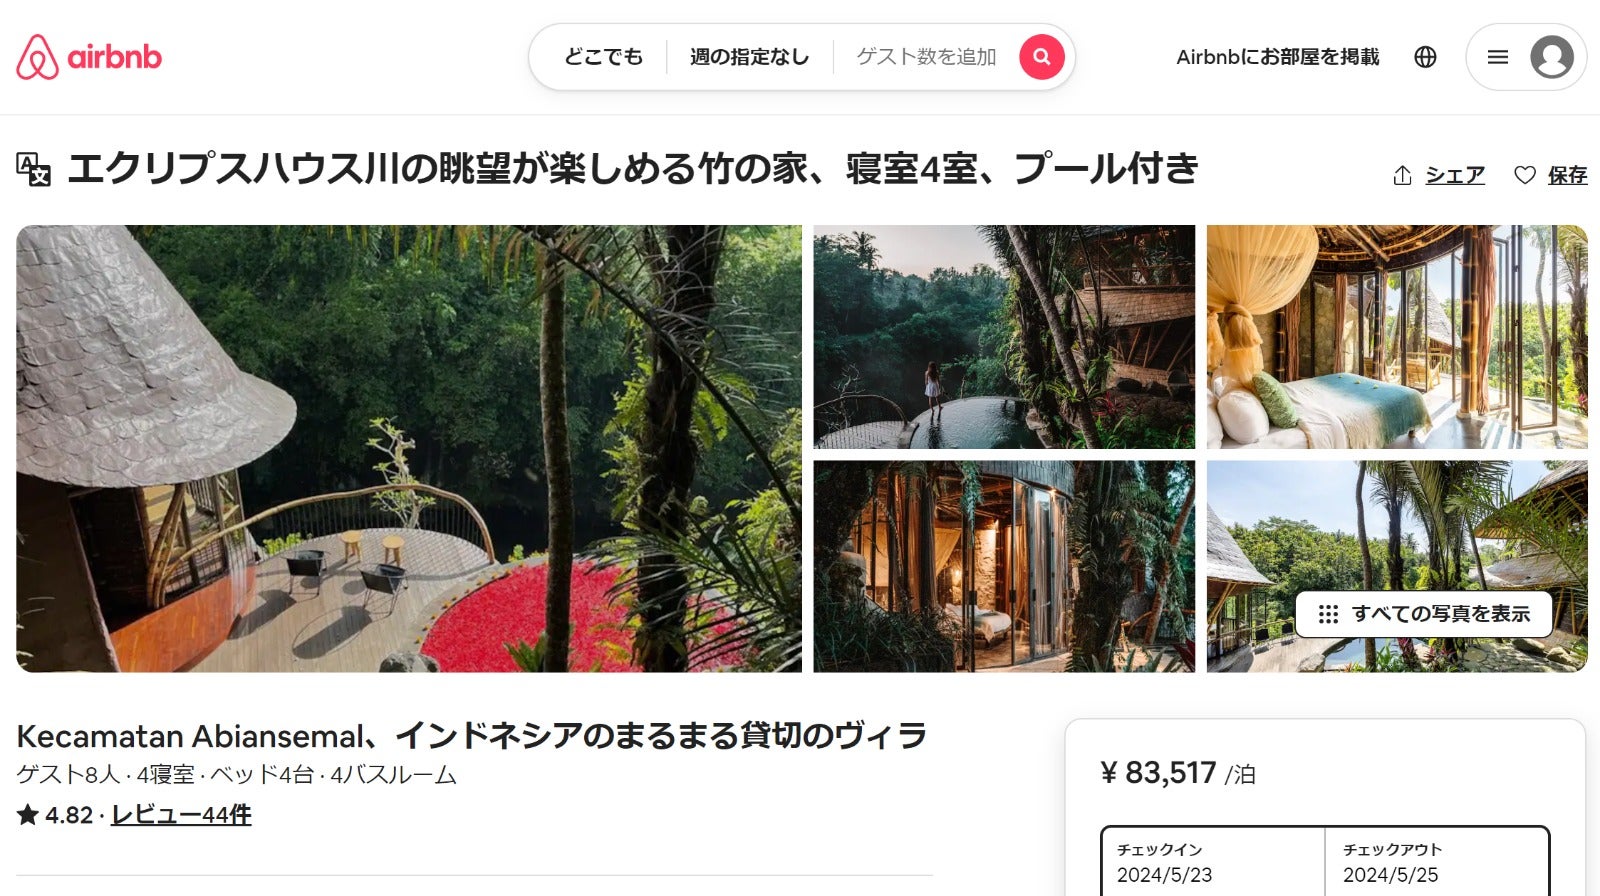 airbnb
どこでも
週の指定なし
ゲスト数を追加
Airbnbにお部屋を掲載
エクリプスハウス川の眺望が楽しめる竹の家、寝室4室、プール付き
シェア
保存
すべての写真を表示
Kecamatan Abiansemal、インドネシアのまるまる貸切のヴィラ
ゲスト8人 · 4寝室 · ベッド4台 · 4バスルーム
★ 4.82 · レビュー44件
¥ 83,517 /泊
チェックイン
2024/5/23
チェックアウト
2024/5/25